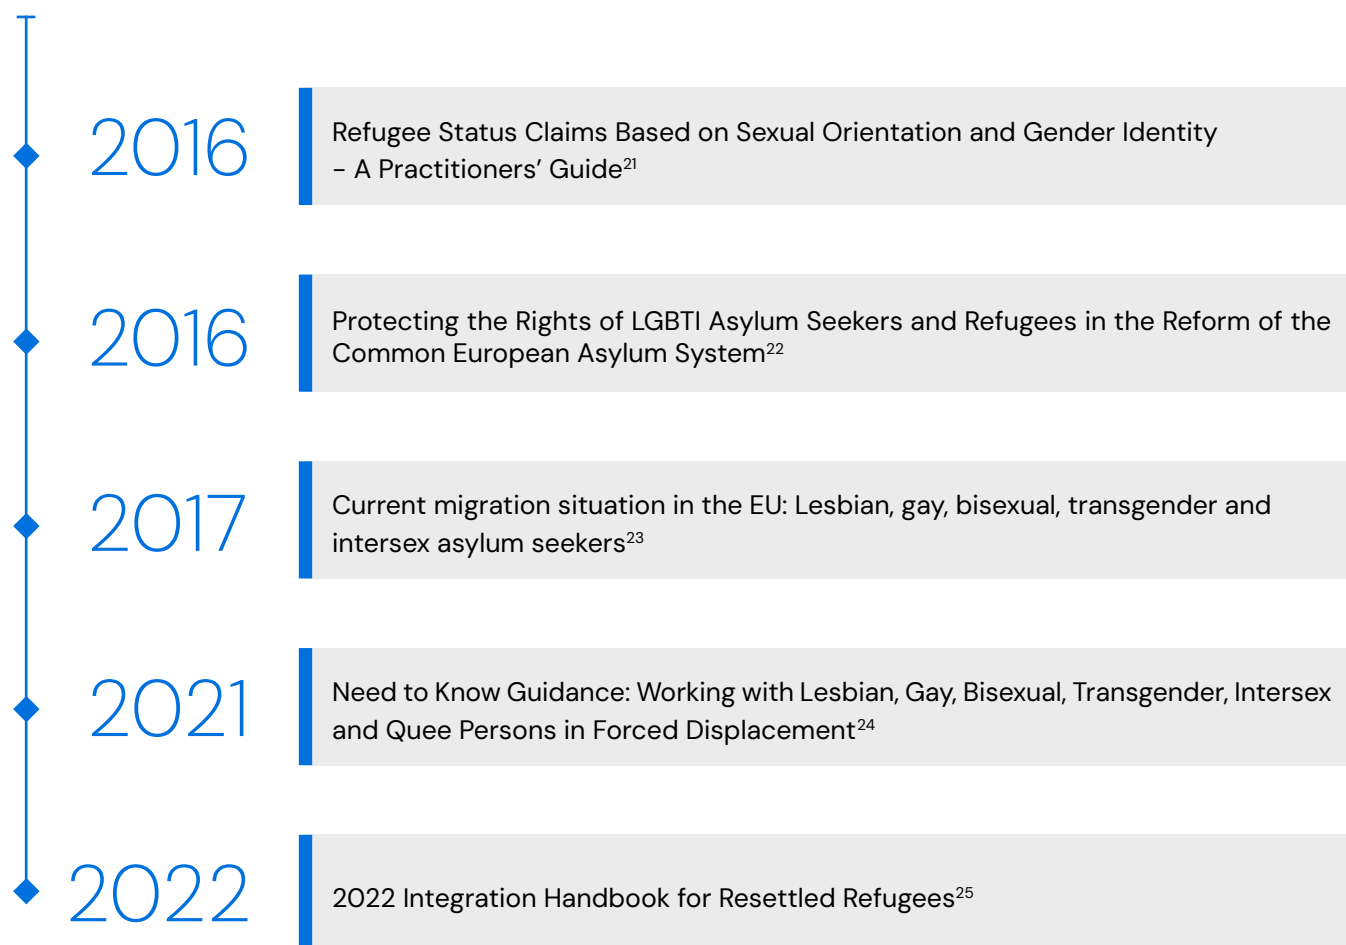 2016
Refugee Status Claims Based on Sexual Orientation and Gender Identity
– A Practitioners’ Guide21
2016
Protecting the Rights of LGBTI Asylum Seekers and Refugees in the Reform of the
Common European Asylum System22
2017
Current migration situation in the EU: Lesbian, gay, bisexual, transgender and
intersex asylum seekers23
2021
Need to Know Guidance: Working with Lesbian, Gay, Bisexual, Transgender, Intersex
and Quee Persons in Forced Displacement24
2022
2022 Integration Handbook for Resettled Refugees25